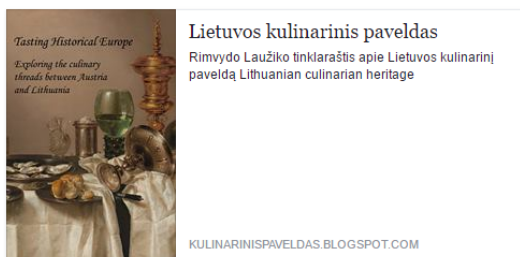 Tasting Historical Europe
Exploring the culinary
threads between Austria
and Lithuania
Lietuvos kulinarinis paveldas
Rimvydo Laužiko tinklaraštis apie Lietuvos kulinarinį
paveldą Lithuanian culinarian heritage
KULINARINISPAVELDAS.BLOGSPOT.COM